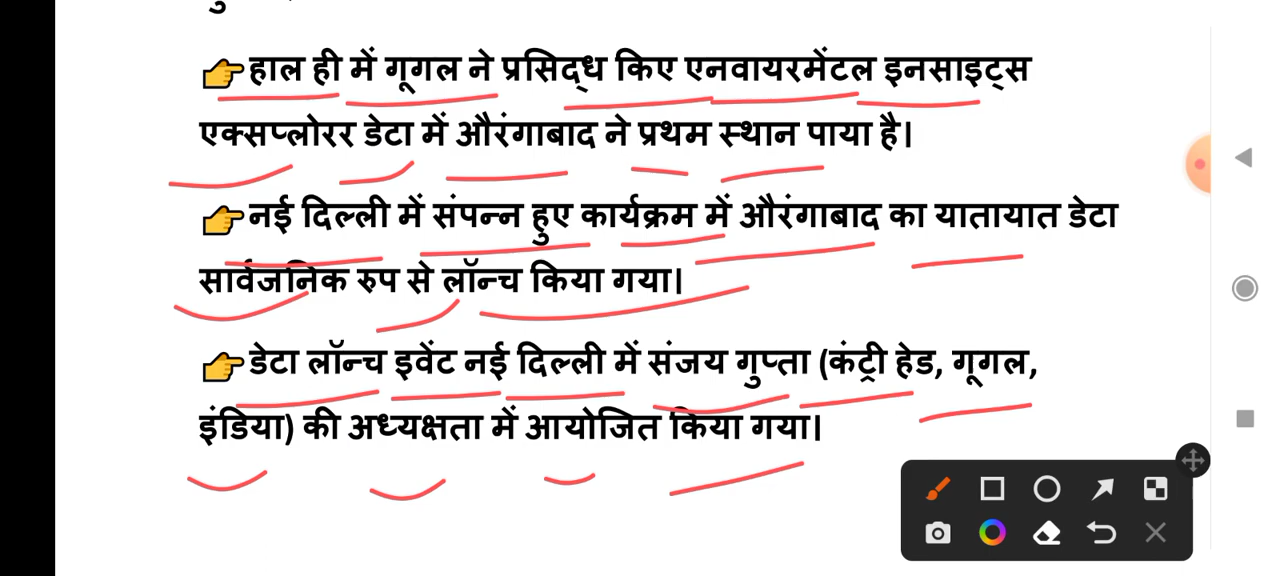 👉हाल ही में गूगल ने प्रसिद्ध किए एनवायरमेंटल इनसाइट्स
एक्सप्लोरर डेटा में औरंगाबाद ने प्रथम स्थान पाया है।
👉नई दिल्ली में संपन्न हुए कार्यक्रम में औरंगाबाद का यातायात डेटा
सार्वजनिक रुप से लॉन्च किया गया।
👉डेटा लॉन्च इवेंट नई दिल्ली में संजय गुप्ता (कंट्री हेड, गूगल,
इंडिया) की अध्यक्षता में आयोजित किया गया।